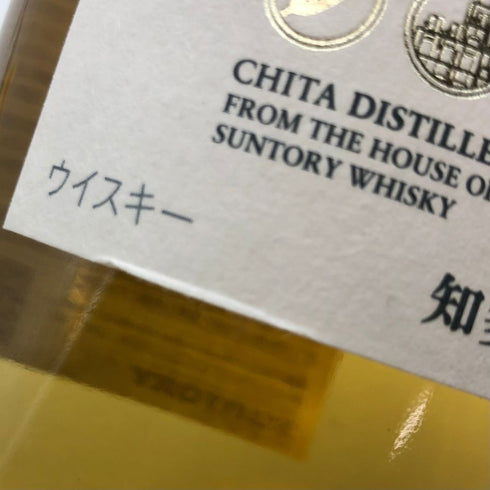 CHITA DISTILLE
FROM THE HOUSE O
SUNTORY WHISKY
ウイスキー
知